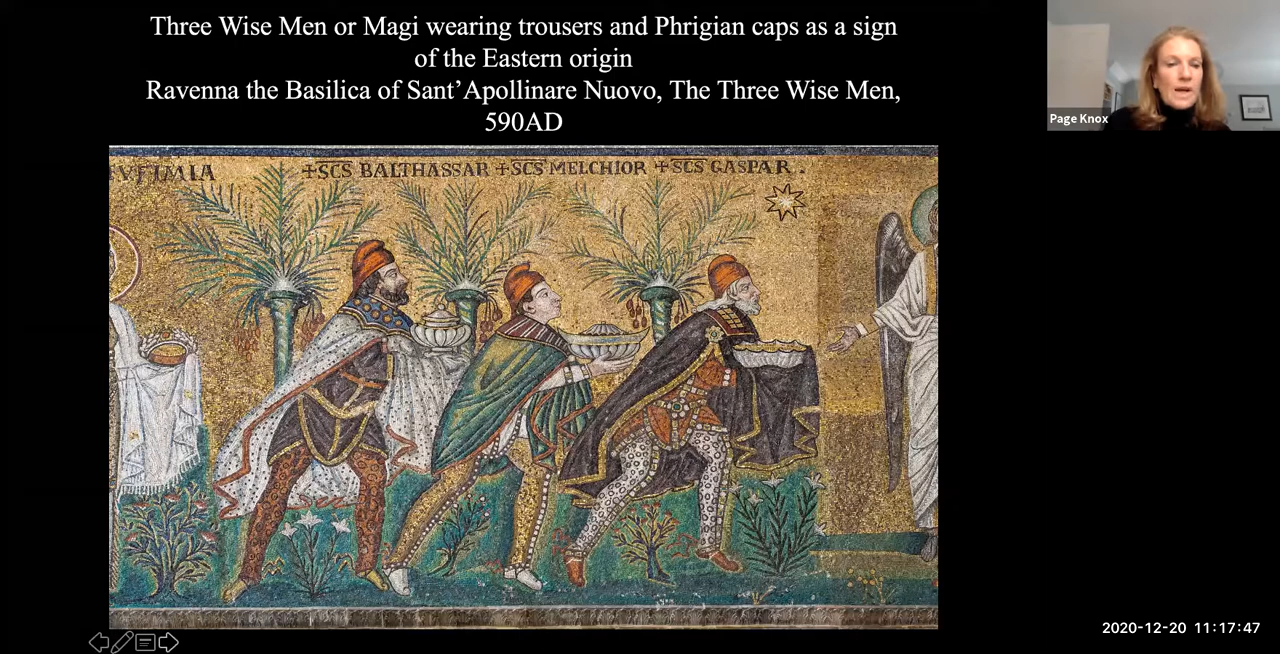 Three Wise Men or Magi wearing trousers and Phrigian caps as a sign
of the Eastern origin
Ravenna the Basilica of Sant’Apollinare Nuovo, The Three Wise Men,
590AD
Page Knox
+SCS BALTHASSAR +SCS MELCHIOR +SCS GASPAR .
2020-12-20 11:17:47